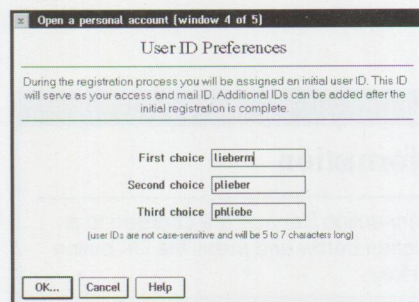 Open a personal account (window 4 of 5)
User ID Preferences
During the registration process you will be assigned an initial user ID. This ID
will serve as your access and mail ID. Additional IDs can be added after the
initial registration is complete.
First choice lieberm
Second choice plieber
Third choice phliebe
(user IDs are not case-sensitive and will be 5 to 7 characters long)
OK... Cancel Help